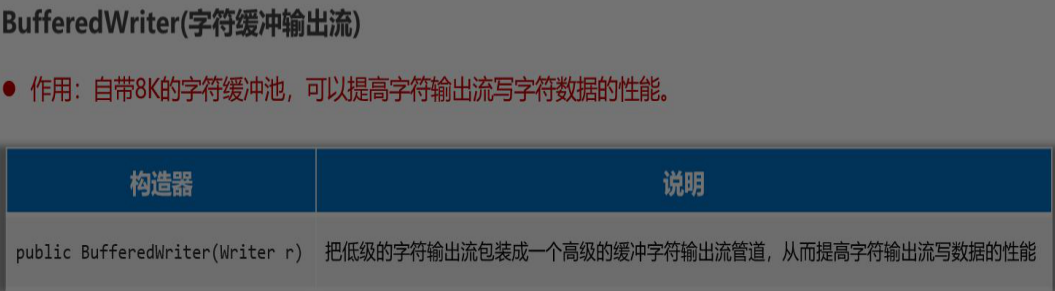 BufferedWriter(字符缓冲输出流)
● 作用：自带8K的字符缓冲池，可以提高字符输出流写字符数据的性能。
构造器 说明
public BufferedWriter(Writer r) 把低级的字符输出流包装成一个高级的缓冲字符输出流管道，从而提高字符输出流写数据的性能